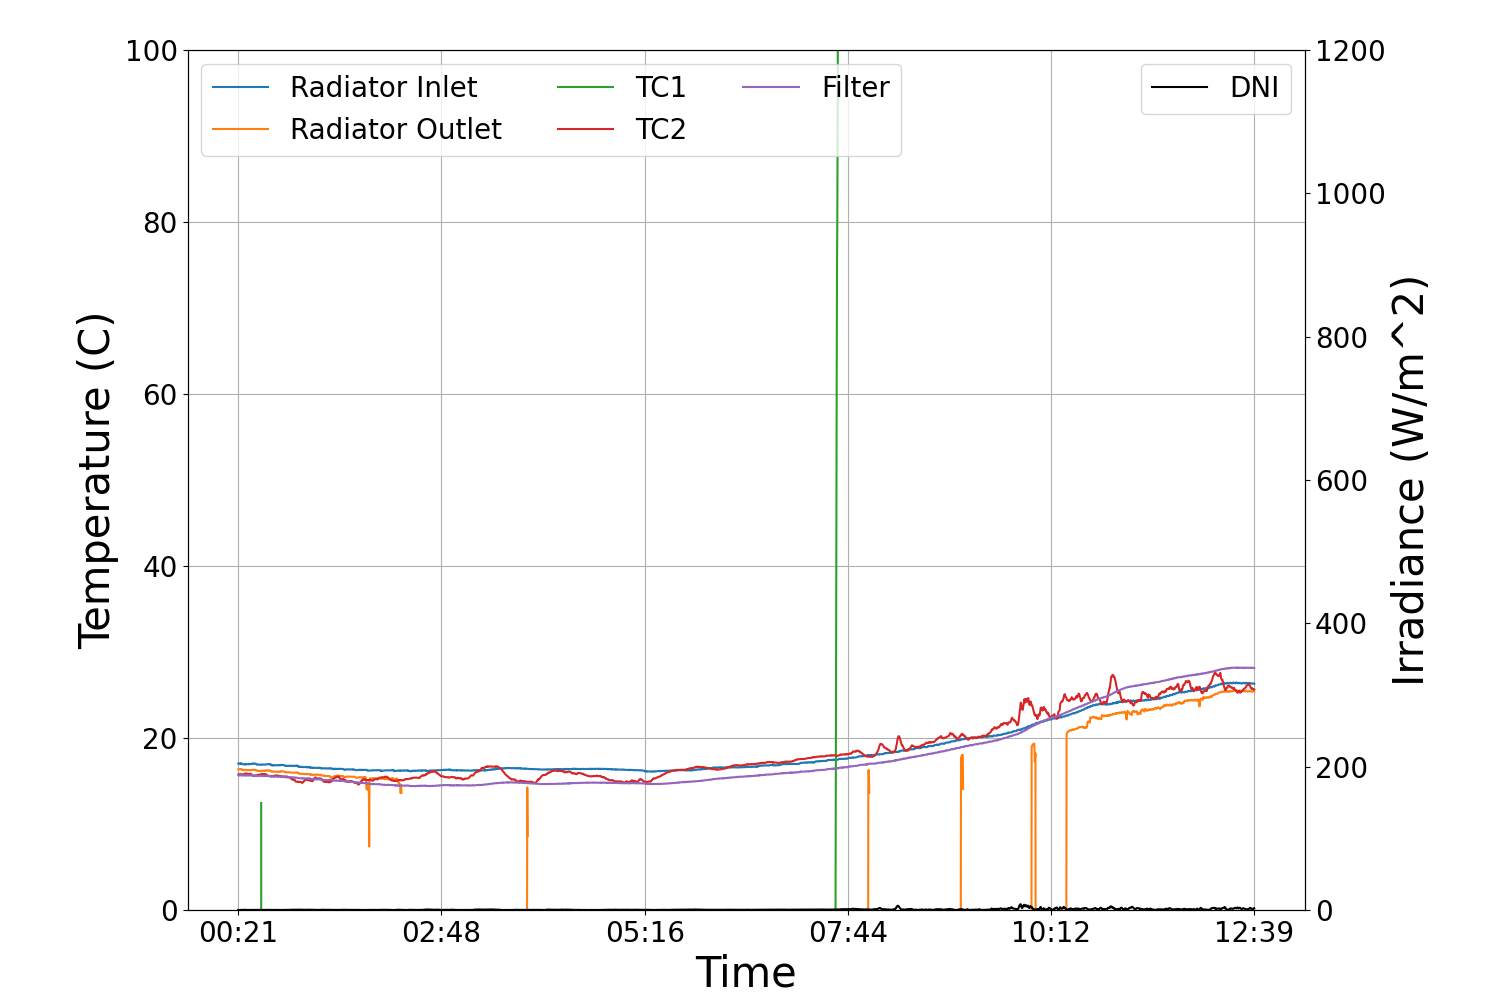 100
80
60
40
20
0
Temperature (C)
Radiator Inlet
Radiator Outlet
TC1
TC2
Filter
DNI
1200
1000
800
600
400
200
0
Irradiance (W/m^2)
00:21
02:48
05:16
07:44
10:12
12:39
Time